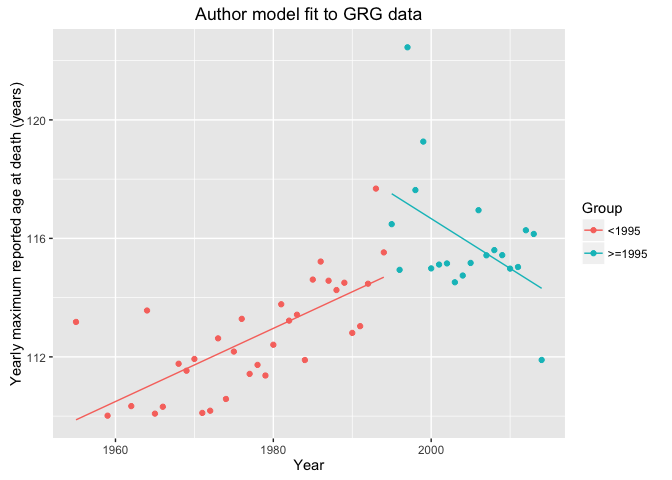 Author model fit to GRG data
Yearly maximum reported age at death (years)
120
116
112
1960
1980
2000
Year
Group
<1995
>=1995